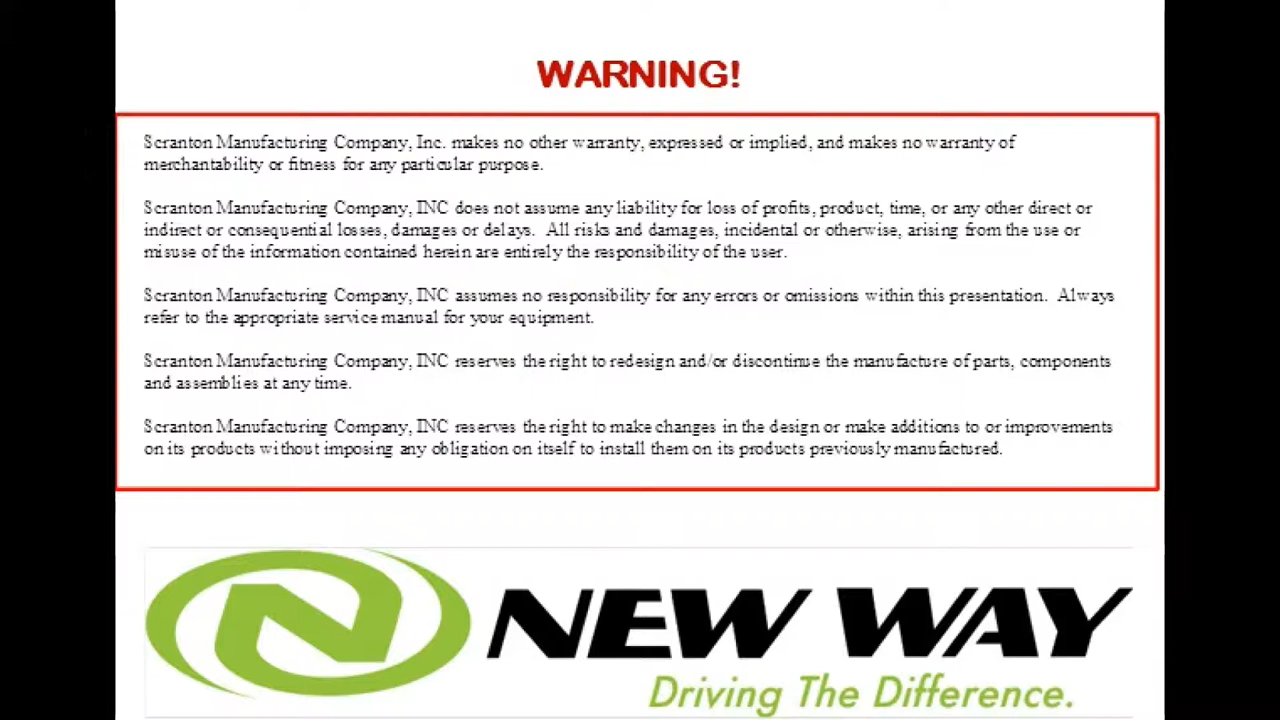 WARNING!
Scranton Manufacturing Company, Inc. makes no other warranty, expressed or implied, and makes no warranty of
merchantability or fitness for any particular purpose.
Scranton Manufacturing Company, INC does not assume any liability for loss of profits, product, time, or any other direct or
indirect or consequential losses, damages or delays.  All risks and damages, incidental or otherwise, arising from the use or
misuse of the information contained herein are entirely the responsibility of the user.
Scranton Manufacturing Company, INC assumes no responsibility for any errors or omissions within this presentation.  Always
refer to the appropriate service manual for your equipment.
Scranton Manufacturing Company, INC reserves the right to redesign and/or discontinue the manufacture of parts, components
and assemblies at any time.
Scranton Manufacturing Company, INC reserves the right to make changes in the design or make additions to or improvements
on its products without imposing any obligation on itself to install them on its products previously manufactured.
N NEW WAY
Driving The Difference.